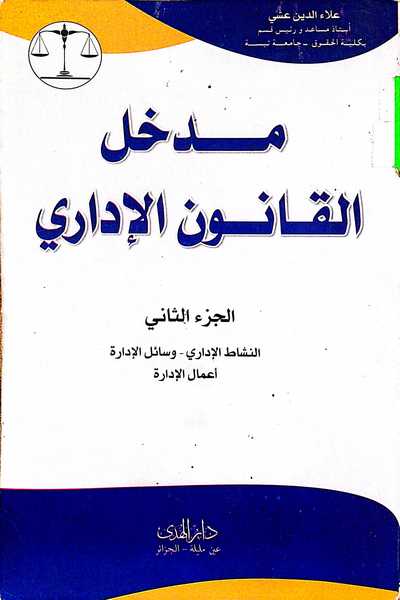 علاء الدين عشي
أستاذ مساعد و رئيس قسم
بكلية الحقوق - جامعة تبسة
مدخل
القانون الإداري
الجزء الثاني
النشاط الإداري - وسائل الإدارة
أعمال الإدارة
دار الهدى
عين مليلة - الجزائر